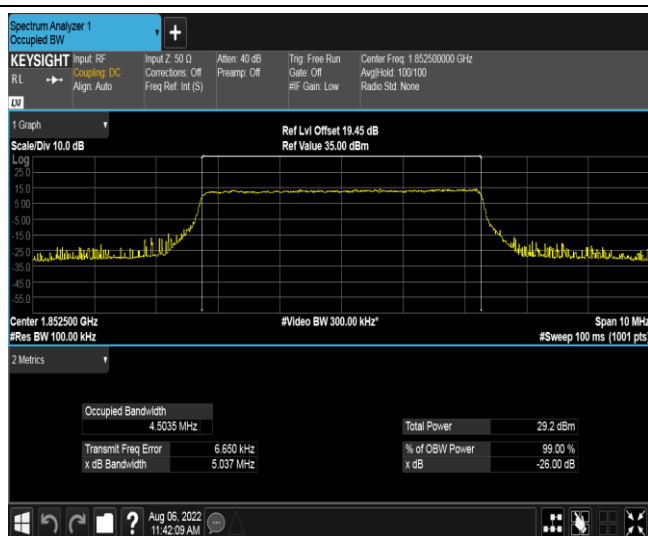 Spectrum Analyzer 1
Occupied BW
+
KEYSIGHT
RL
LXI
Input: RF
Coupling: DC
Align: Auto
Input Z: 50 Ω
Corrections: Off
Freq Ref: Int (S)
Atten: 40 dB
Preamp: Off
Trig: Free Run
Gate: Off
#IF Gain: Low
Center Freq: 1.852500000 GHz
Avg|Hold: 100/100
Radio Std: None
1 Graph
Ref Lvl Offset 19.45 dB
Scale/Div 10.0 dB
Ref Value 35.00 dBm
Log
25.0
15.0
5.00
-5.00
-15.0
-25.0
-35.0
-45.0
-55.0
Center 1.852500 GHz
#Video BW 300.00 kHz*
Span 10 MHz
#Res BW 100.00 kHz
#Sweep 100 ms (1001 pts)
2 Metrics
Occupied Bandwidth
4.5035 MHz
Total Power 29.2 dBm
Transmit Freq Error 6.650 kHz
% of OBW Power 99.00 %
x dB Bandwidth 5.037 MHz
x dB -26.00 dB
?
Aug 06, 2022
11:42:09 AM